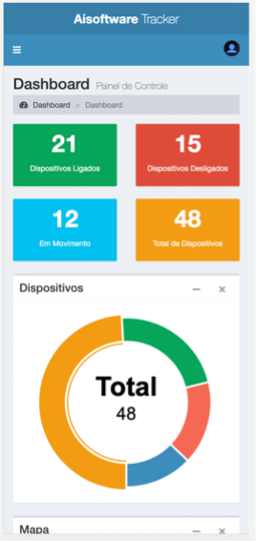 Aisoftware Tracker
Dashboard Painel de Controle
Dashboard > Dashboard
21
Dispositivos Ligados
15
Dispositivos Desligados
12
Em Movimento
48
Total de Dispositivos
Dispositivos
Total
48
Mapa